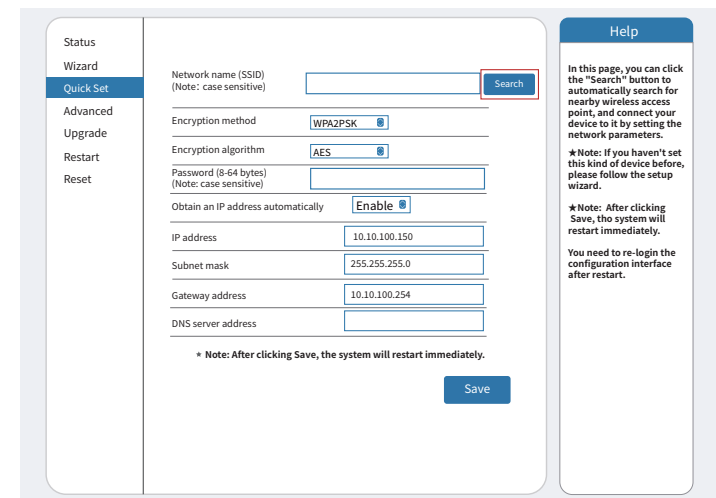 Status
Wizard
Quick Set
Advanced
Upgrade
Restart
Reset
Network name (SSID)
(Note: case sensitive)
Search
Encryption method
WPA2PSK
Encryption algorithm
AES
Password (8-64 bytes)
(Note: case sensitive)
Obtain an IP address automatically
Enable
IP address
10.10.100.150
Subnet mask
255.255.255.0
Gateway address
10.10.100.254
DNS server address
* Note: After clicking Save, the system will restart immediately.
Save
Help
In this page, you can click
the "Search" button to
automatically search for
nearby wireless access
point, and connect your
device to it by setting the
network parameters.
★Note: If you haven't set
this kind of device before,
please follow the setup
wizard.
★Note: After clicking
Save, tho system will
restart immediately.
You need to re-login the
configuration interface
after restart.